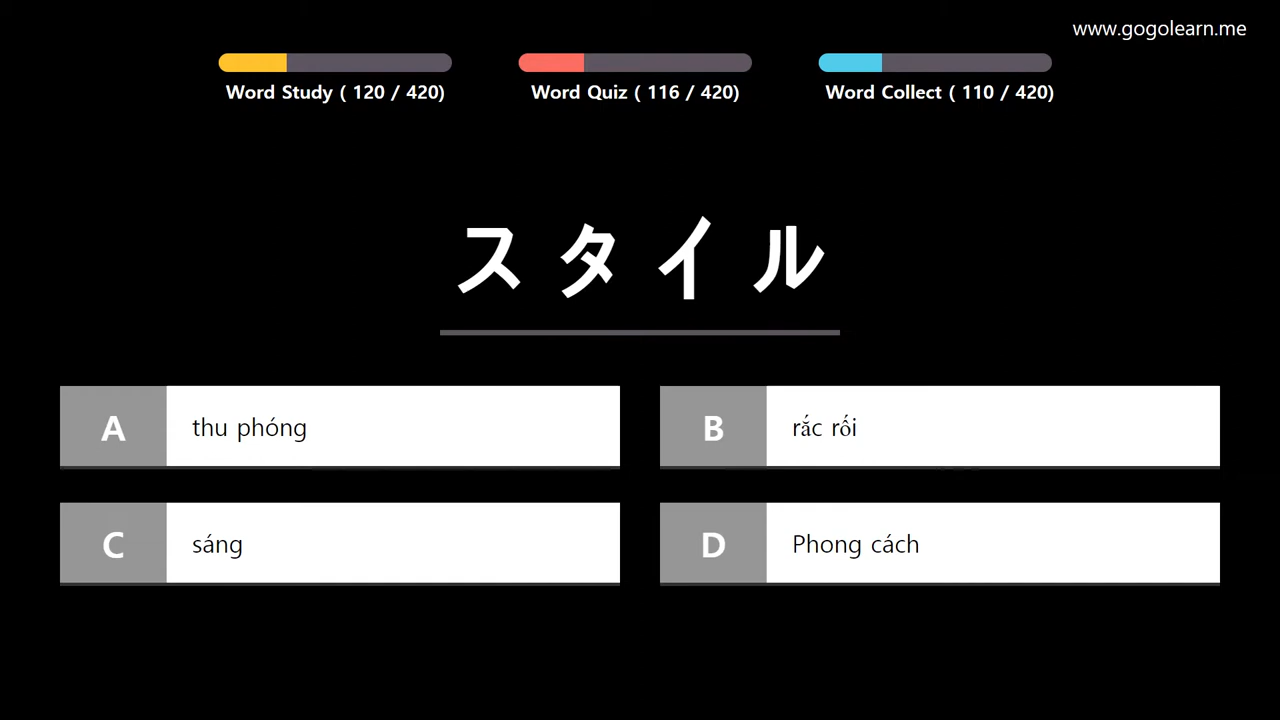 www.gogolearn.me
Word Study ( 120 / 420)
Word Quiz ( 116 / 420)
Word Collect ( 110 / 420)
スタイル
A thu phóng
B rắc rối
C sáng
D Phong cách